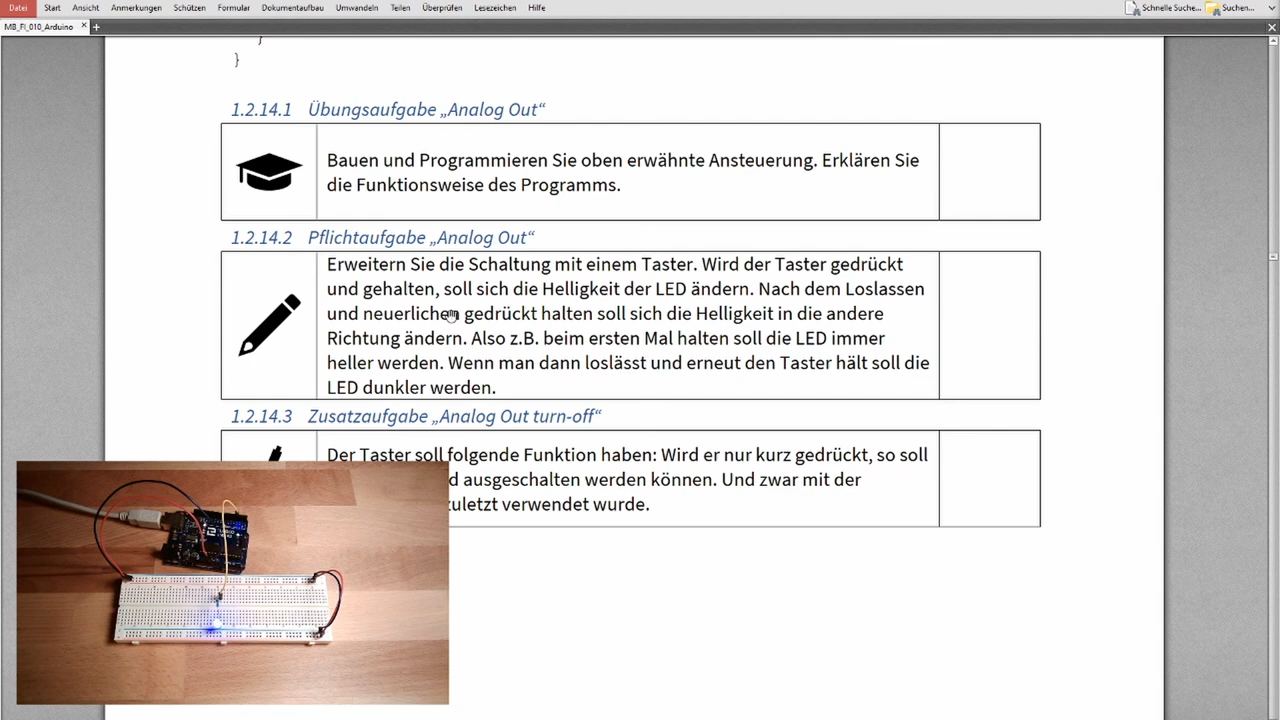 Datei Start Ansicht Anmerkungen Schützen Formular Dokumentaufbau Umwandeln Teilen Überprüfen Lesezeichen Hilfe Schnelle Suche... Suchen...
MB_FI_010_Arduino
}
}
1.2.14.1 Übungsaufgabe „Analog Out“
Bauen und Programmieren Sie oben erwähnte Ansteuerung. Erklären Sie
die Funktionsweise des Programms.
1.2.14.2 Pflichtaufgabe „Analog Out“
Erweitern Sie die Schaltung mit einem Taster. Wird der Taster gedrückt
und gehalten, soll sich die Helligkeit der LED ändern. Nach dem Loslassen
und neuerlichen gedrückt halten soll sich die Helligkeit in die andere
Richtung ändern. Also z.B. beim ersten Mal halten soll die LED immer
heller werden. Wenn man dann loslässt und erneut den Taster hält soll die
LED dunkler werden.
1.2.14.3 Zusatzaufgabe „Analog Out turn-off“
Der Taster soll folgende Funktion haben: Wird er nur kurz gedrückt, so soll
ausgeschalten werden können. Und zwar mit der
zuletzt verwendet wurde.